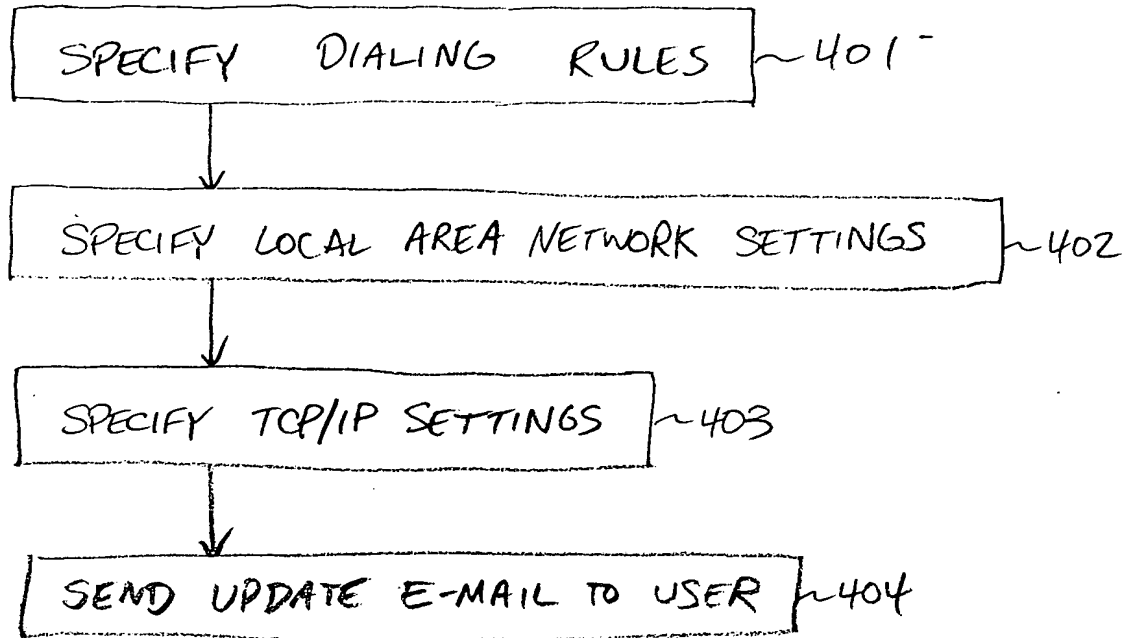 SPECIFY DIALING RULES ~401
SPECIFY LOCAL AREA NETWORK SETTINGS ~402
SPECIFY TCP/IP SETTINGS ~403
SEND UPDATE E-MAIL TO USER ~404